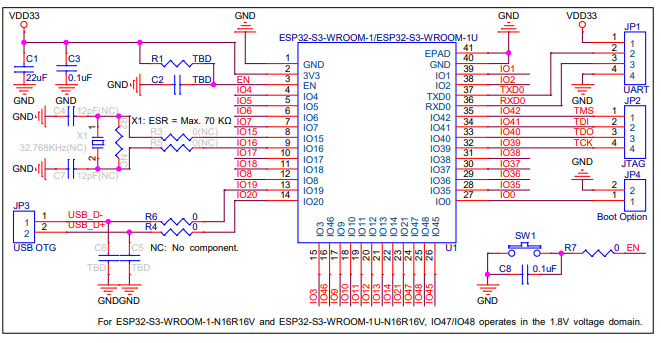 VDD33
GND
ESP32-S3-WROOM-1/ESP32-S3-WROOM-1U
GND
VDD33
JP1
C1
22uF
GND
C3
0.1uF
GND
R1
TBD
C2
TBD
GND
EN
IO4
IO5
IO6
IO7
IO15
IO16
IO17
IO18
IO8
IO19
IO20
1 GND
2 3V3
3 EN
4 IO4
5 IO5
6 IO6
7 IO7
8 IO15
9 IO16
10 IO17
11 IO18
12 IO8
13 IO19
14 IO20
EPAD 41
GND 40
IO1 39
IO2 38
TXD0 37
RXD0 36
IO42 35
IO41 34
IO40 33
IO39 32
IO38 31
IO37 30
IO36 29
IO35 28
IO0 27
IO1
IO2
TXD0
RXD0
IO42
IO41
IO40
IO39
IO38
IO37
IO36
IO35
IO0
TMS
TDI
TDO
TCK
1
2
3
4
UART
GND
JP2
1
2
3
4
JTAG
GND
JP4
1
2
Boot Option
GND
C4 12pF(NC)
X1: ESR = Max. 70 KΩ
X1
1
2
32.768KHz(NC)
NC
R3 0(NC)
R5 0(NC)
GND
C7 12pF(NC)
JP3
1
2
USB OTG
USB_D-
USB_D+
R6 0
R4 0
NC: No component.
C6
TBD
C5
TBD
GND GND
IO3 IO46 IO9 IO10 IO11 IO12 IO13 IO14 IO21 IO47 IO48 IO45
U1
15 16 17 18 19 20 21 22 23 24 25 26
IO3 IO46 IO9 IO10 IO11 IO12 IO13 IO14 IO21 IO47 IO48 IO45
SW1
R7 0 EN
C8 0.1uF
GND
For ESP32-S3-WROOM-1-N16R16V and ESP32-S3-WROOM-1U-N16R16V, IO47/IO48 operates in the 1.8V voltage domain.